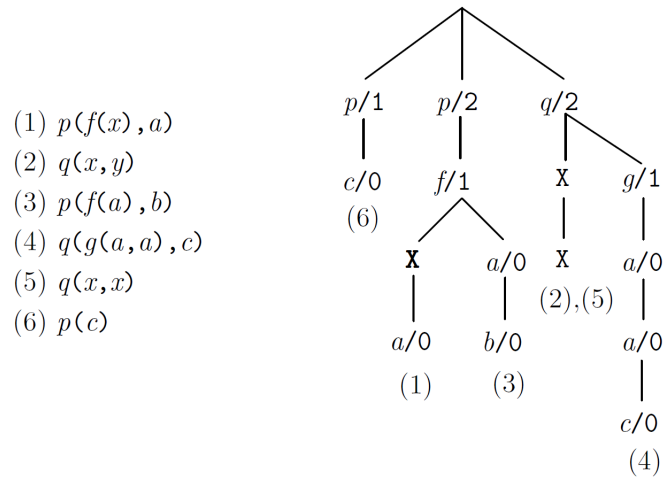 (1) p(f(x),a)
(2) q(x,y)
(3) p(f(a),b)
(4) q(g(a,a),c)
(5) q(x,x)
(6) p(c)
p/1 p/2 q/2
c/0 f/1 X g/1
(6)
X a/0 X a/0
(2),(5)
a/0 b/0 a/0
(1) (3)
c/0
(4)